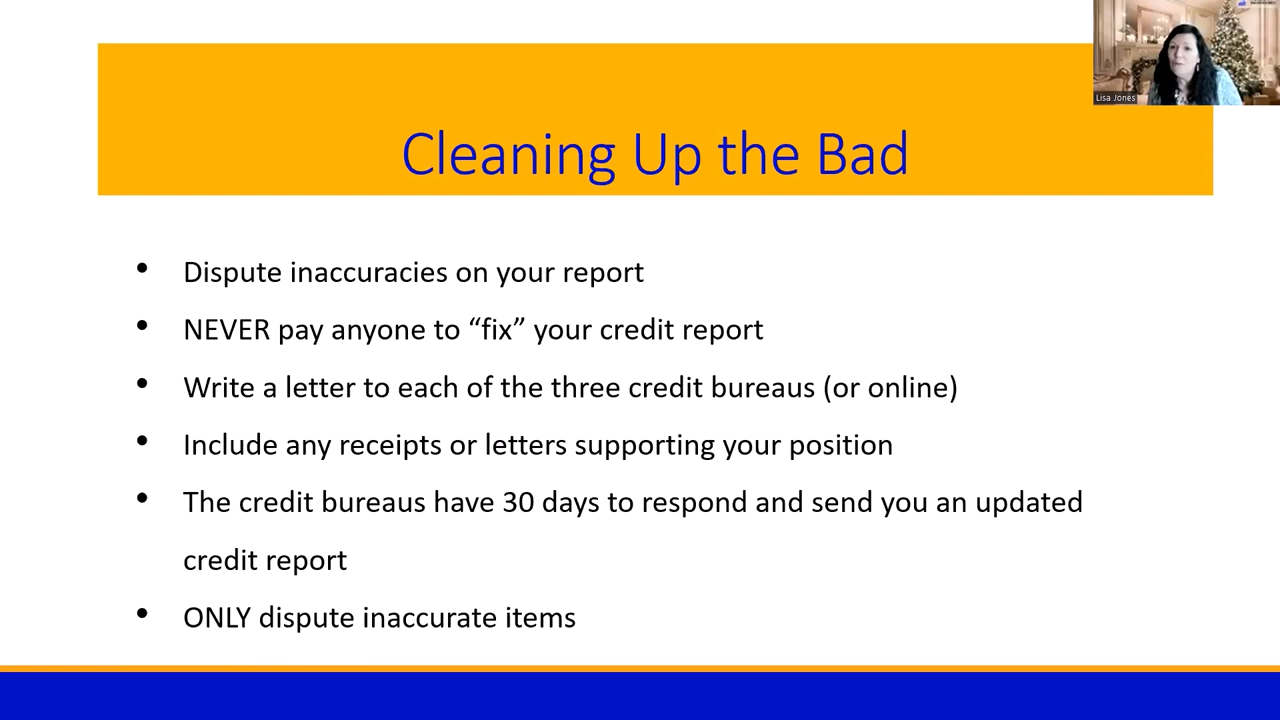 Lisa Jones
Cleaning Up the Bad
• Dispute inaccuracies on your report
• NEVER pay anyone to “fix” your credit report
• Write a letter to each of the three credit bureaus (or online)
• Include any receipts or letters supporting your position
• The credit bureaus have 30 days to respond and send you an updated
credit report
• ONLY dispute inaccurate items